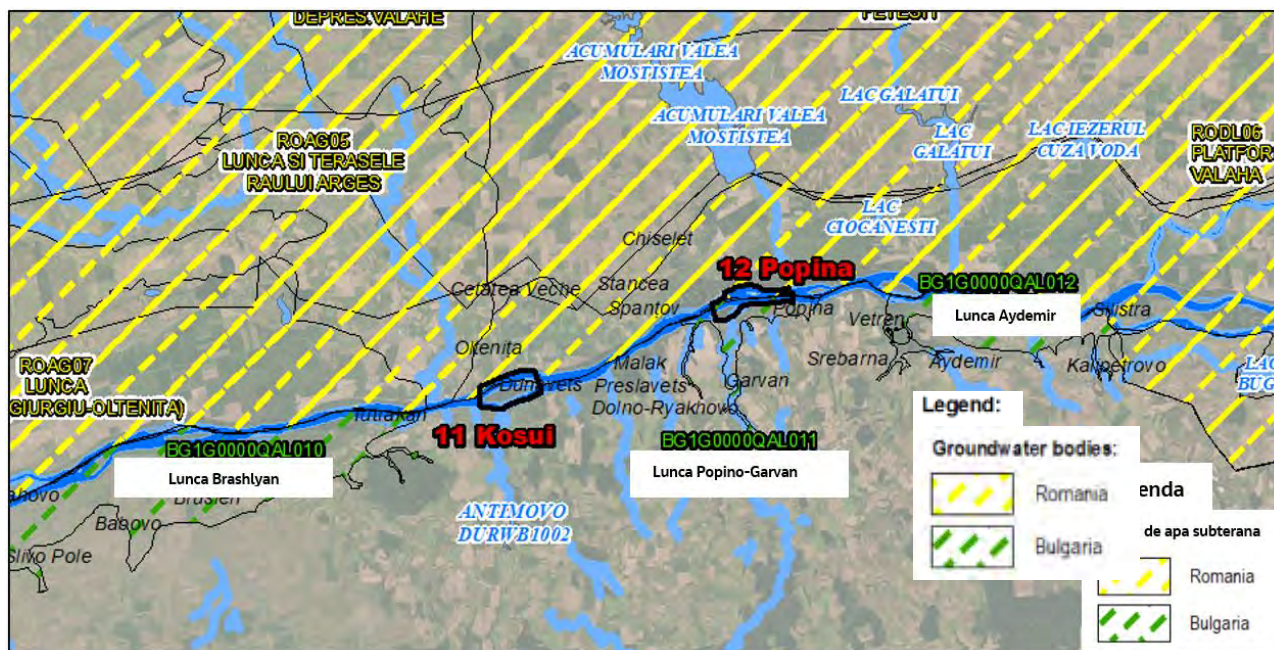 DEPRES.VALAHE
FETESTI
ACUMULARI VALEA
MOSTISTEA
ACUMULARI VALEA
MOSTISTEA
LAC GALATUI
LAC
GALATUI
LAC IEZERUL
CUZA VODA
RODL06
PLATFOR
VALAHA
ROAG05
LUNCA SI TERASELE
RAULUI ARGES
LAC
CIOCÂNESTI
Chiselet
12 Popina
Cetatea Veche
Stancea
Spantov
BG1G0000QAL012
Lunca Aydemir
Popina
Vetren
Silistra
Oltenita
Dunavets
Malak
Preslavets
Srebarna
Aydemir
Kalipetrovo
ROAG07
LUNCA
(GIURGIU-OLTENITA)
Tutrakan
11 Kosui
Garvan
Dolno-Ryakhovo
LAC
BUG
BG1G0000QAL010
Lunca Brashlyan
BG1G0000QAL011
Lunca Popino-Garvan
ahovo
Brushlen
Babovo
Slivo Pole
ANTIMOVO
DURWB1002
Legend:
Groundwater bodies:
Romania
Bulgaria
enda
de apa subterana
Romania
Bulgaria